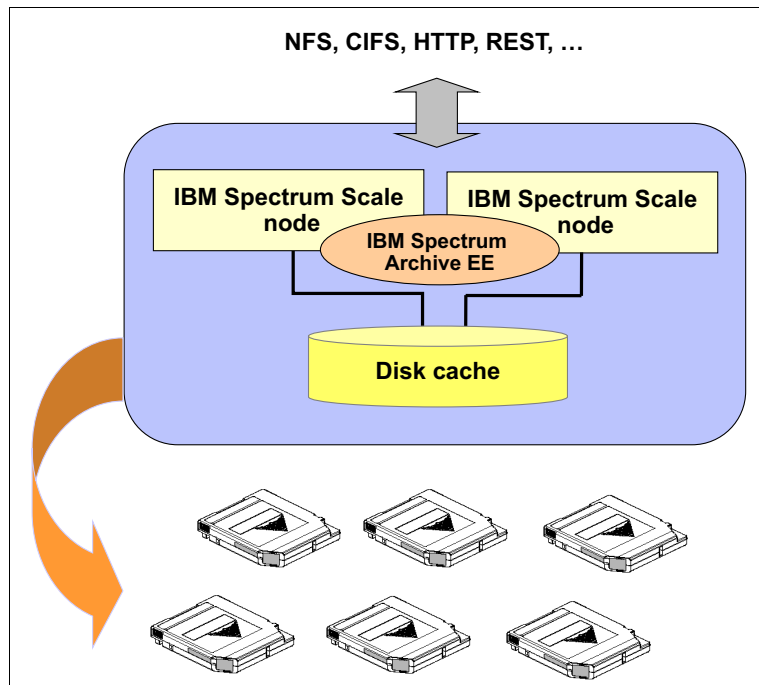 NFS, CIFS, HTTP, REST, …
IBM Spectrum Scale
node
IBM Spectrum Scale
node
IBM Spectrum
Archive EE
Disk cache